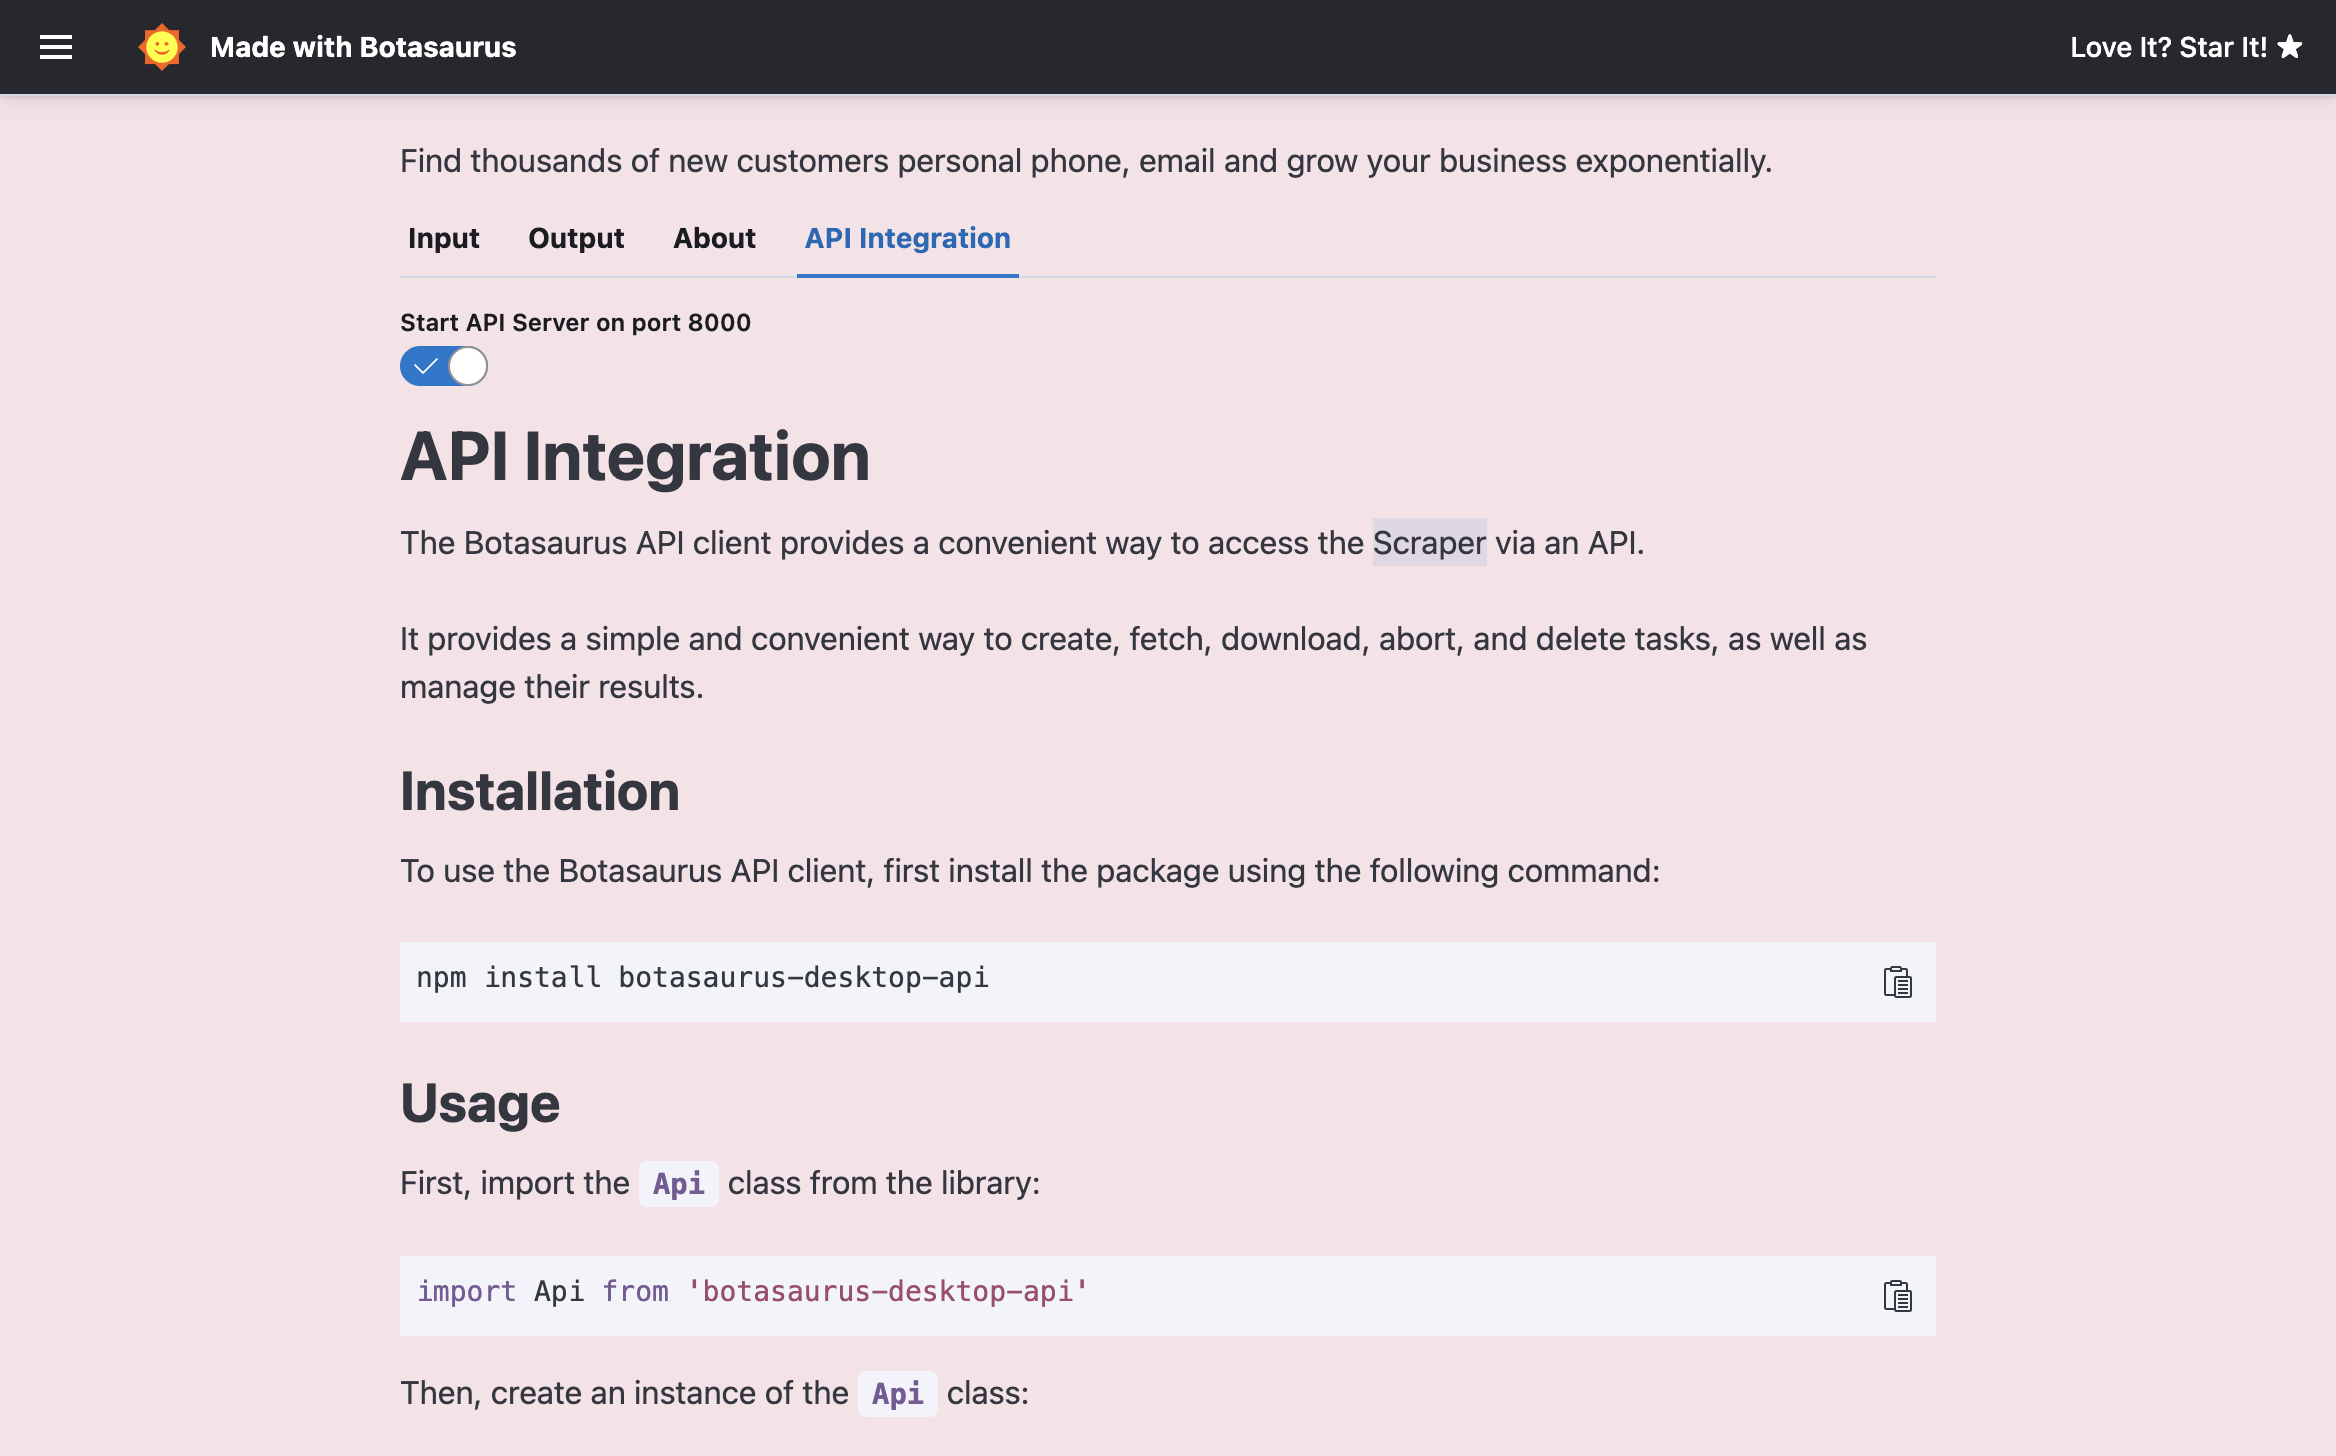 Made with Botasaurus
Love It? Star It!
Find thousands of new customers personal phone, email and grow your business exponentially.
Input Output About API Integration
Start API Server on port 8000
API Integration
The Botasaurus API client provides a convenient way to access the Scraper via an API.
It provides a simple and convenient way to create, fetch, download, abort, and delete tasks, as well as
manage their results.
Installation
To use the Botasaurus API client, first install the package using the following command:
npm install botasaurus-desktop-api
Usage
First, import the Api class from the library:
import Api from 'botasaurus-desktop-api'
Then, create an instance of the Api class: